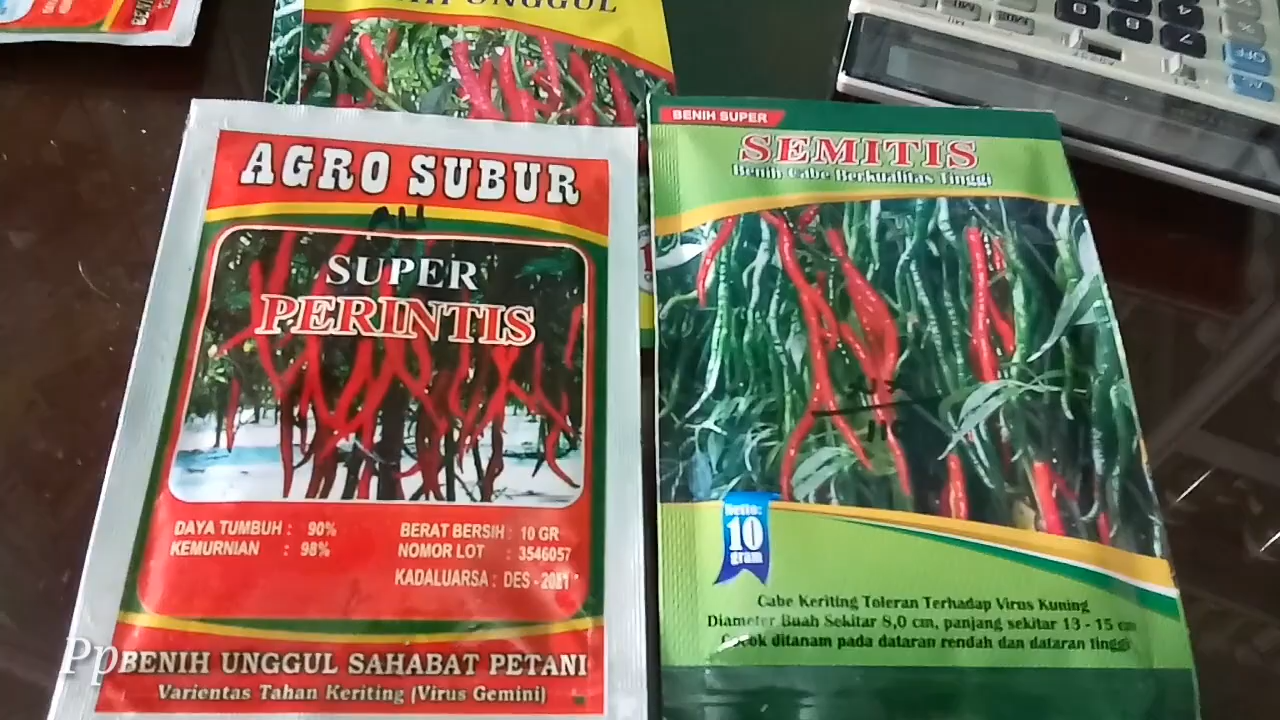 UNGGUL
AGRO SUBUR
SUPER
PERINTIS
DAYA TUMBUH : 90%
KEMURNIAN : 98%
BERAT BERSIH : 10 GR
NOMOR LOT : 3546057
KADALUARSA : DES -
BENIH UNGGUL SAHABAT PETANI
Varientas Tahan Keriting (Virus Gemini)
BENIH SUPER
SEMITIS
Benih Cabe Berkualitas Tinggi
Netto:
10
gram
Cabe Keriting Toleran Terhadap Virus Kuning
Diameter Buah Sekitar 8,0 cm, panjang sekitar 13 - 15 cm
Cocok ditanam pada dataran rendah dan dataran tinggi
OFF
Pp